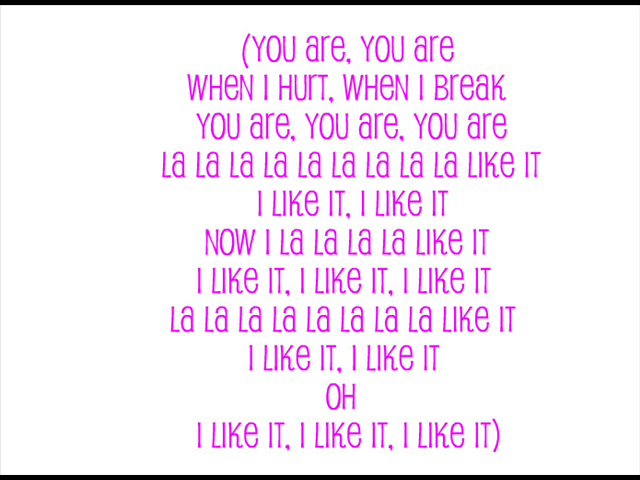 (YOU are, YOU are
WHEN I HURT, WHEN I Break
YOU are, YOU are, YOU are
La La La La La La La La La LIKE IT
I LIKE IT, I LIKE IT
NOW I La La La La LIKE IT
I LIKE IT, I LIKE IT, I LIKE IT
La La La La La La La La LIKE IT
I LIKE IT, I LIKE IT
OH
I LIKE IT, I LIKE IT, I LIKE IT)